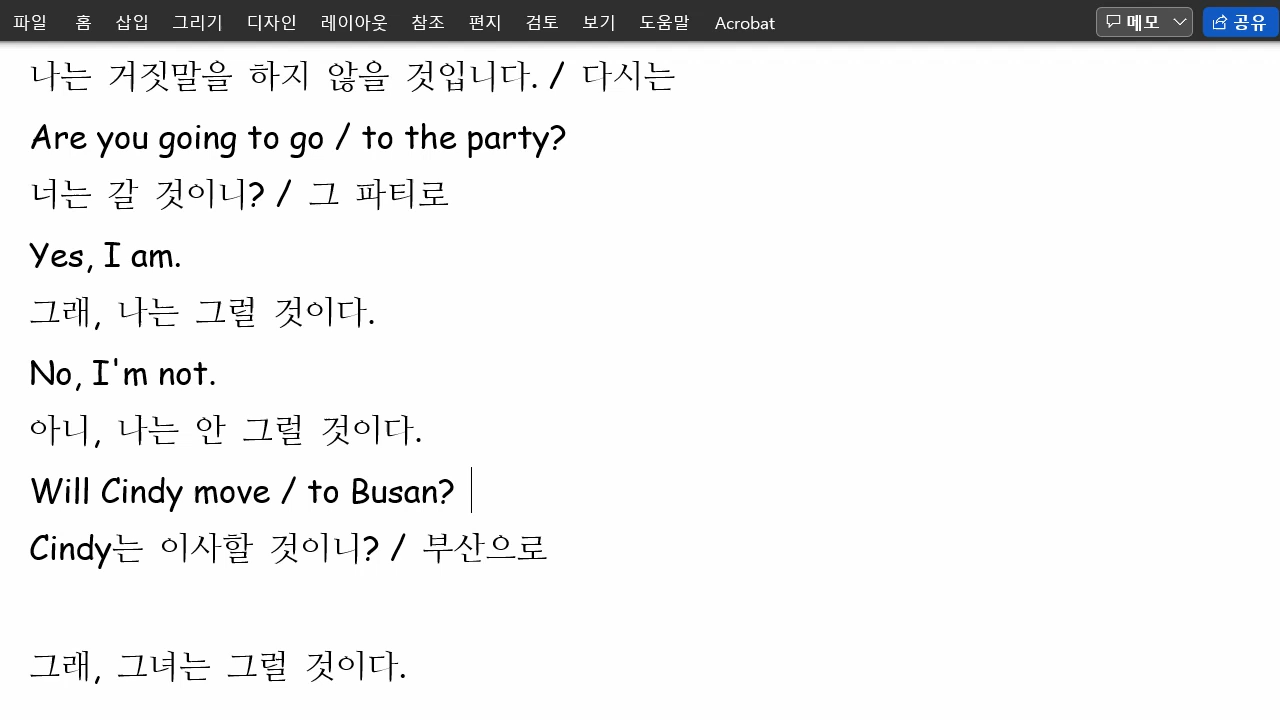 파일 홈 삽입 그리기 디자인 레이아웃 참조 편지 검토 보기 도움말 Acrobat 메모 공유
나는 거짓말을 하지 않을 것입니다. / 다시는
Are you going to go / to the party?
너는 갈 것이니? / 그 파티로
Yes, I am.
그래, 나는 그럴 것이다.
No, I'm not.
아니, 나는 안 그럴 것이다.
Will Cindy move / to Busan?
Cindy는 이사할 것이니? / 부산으로
그래, 그녀는 그럴 것이다.